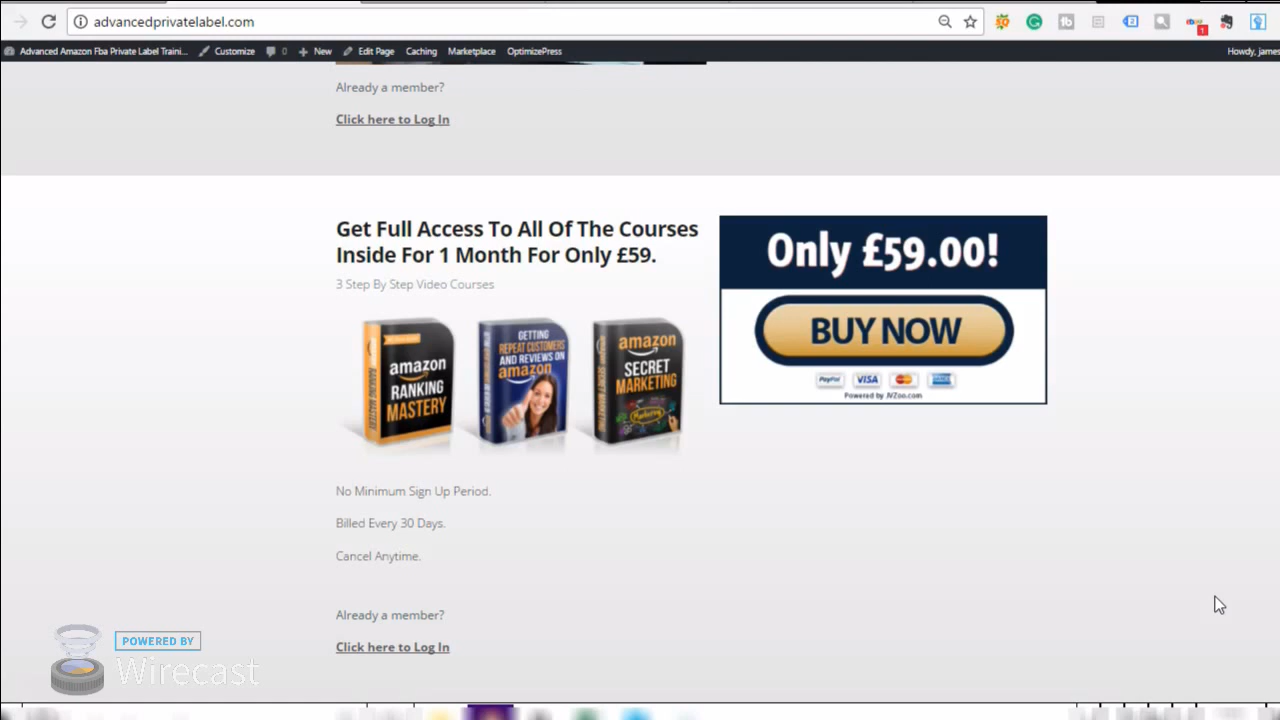 advancedprivatelabel.com
Advanced Amazon Fba Private Label Traini...
Customize
0
New
Edit Page
Caching
Marketplace
OptimizePress
Howdy, james
Already a member?
Click here to Log In
Get Full Access To All Of The Courses
Inside For 1 Month For Only £59.
3 Step By Step Video Courses
amazon
RANKING
MASTERY
RANKING MASTERY
GETTING
REPEAT CUSTOMERS
AND REVIEWS ON
amazon
amazon
SECRET
MARKETING
Marketing
Only £59.00!
BUY NOW
PayPal
VISA
Powered by JVZoo.com
No Minimum Sign Up Period.
Billed Every 30 Days.
Cancel Anytime.
Already a member?
Click here to Log In
POWERED BY
Wirecast